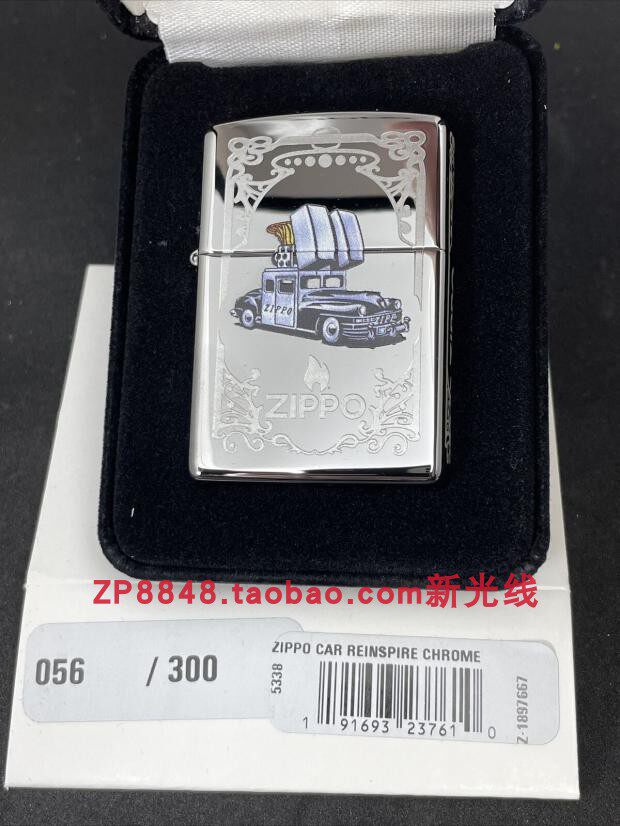 ZIPPO
ZIPP
ZIPPO
ZP8848.taobao.com新光线
056 / 300
ZIPPO CAR REINSPIRE CHROME
5338
1 91693 23761 0
Z-1897667